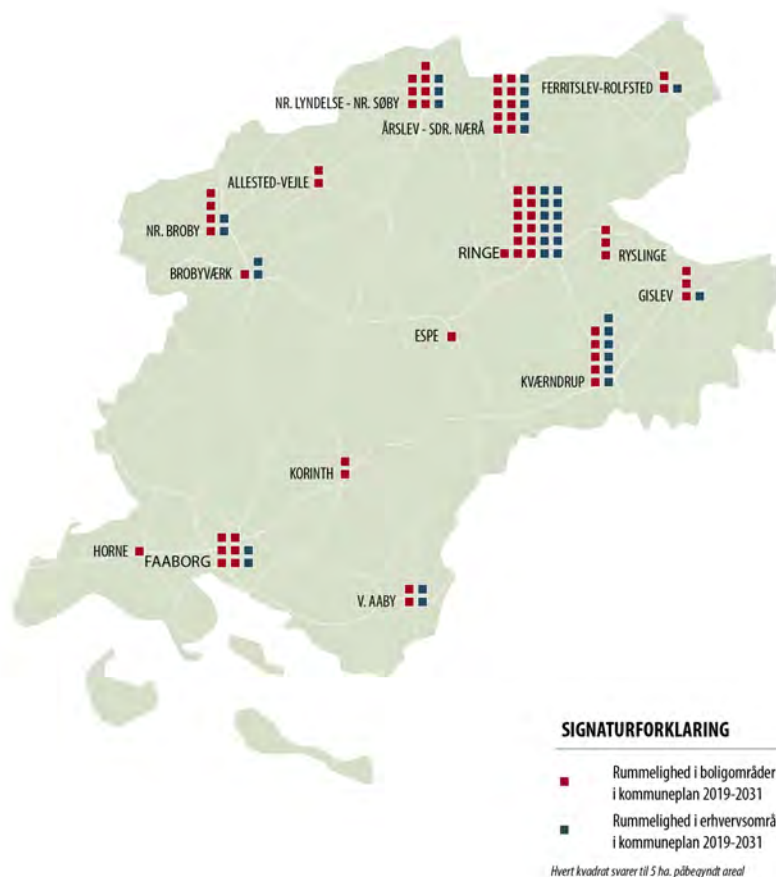 FERRITSLEV-ROLFSTED
NR. LYNDELSE - NR. SØBY
ÅRSLEV - SDR. NÆRÅ
ALLESTED-VEJLE
NR. BROBY
RINGE
RYSLINGE
BROBYVÆRK
GISLEV
ESPE
KVÆRNDRUP
KORINTH
HORNE
FAABORG
V. AABY
SIGNATURFORKLARING
Rummelighed i boligområder
i kommuneplan 2019-2031
Rummelighed i erhvervsområ
i kommuneplan 2019-2031
Hvert kvadrat svarer til 5 ha. påbegyndt areal